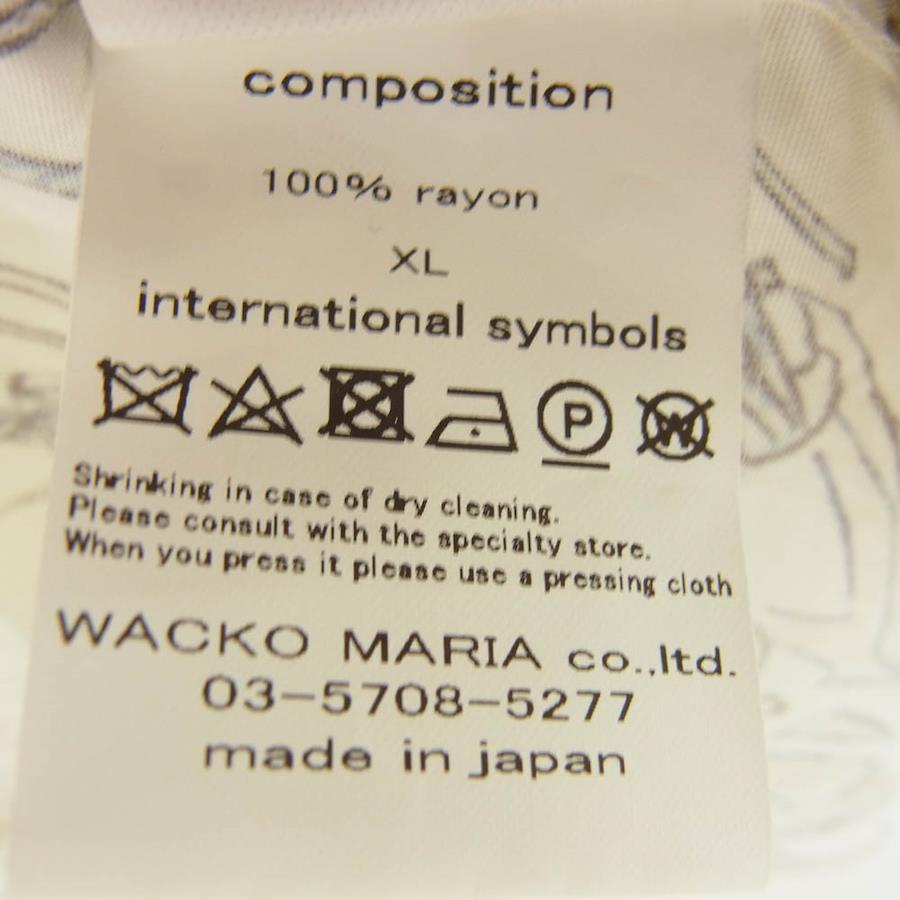 composition
100% rayon
XL
international symbols
P W
Shrinking in case of dry cleaning.
Please consult with the specialty store.
When you press it please use a pressing cloth
WACKO MARIA co.,ltd.
03-5708-5277
made in japan